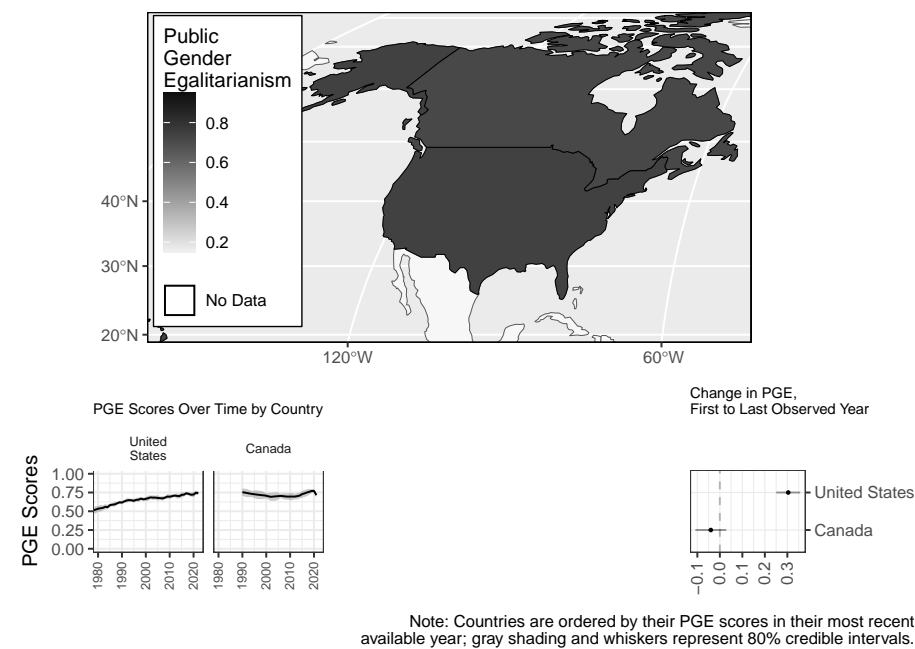 Public
Gender
Egalitarianism
0.8
0.6
0.4
0.2
No Data
40°N
30°N
20°N
120°W
60°W
PGE Scores Over Time by Country
Change in PGE,
First to Last Observed Year
United
States
Canada
PGE Scores
1.00
0.75
0.50
0.25
0.00
1980
1990
2000
2010
2020
1980
1990
2000
2010
2020
United States
Canada
−0.1
0.0
0.1
0.2
0.3
Note: Countries are ordered by their PGE scores in their most recent
available year; gray shading and whiskers represent 80% credible intervals.